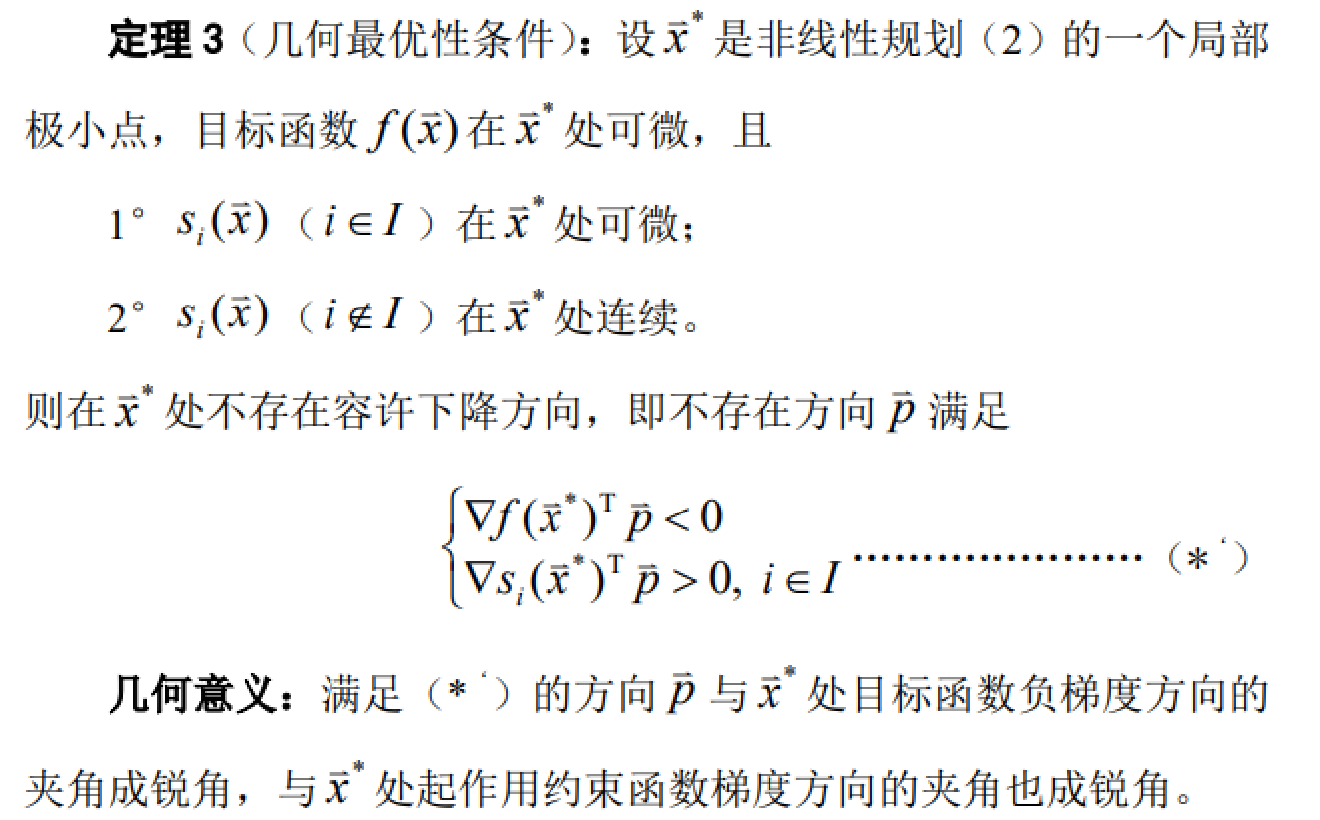 定理 3（几何最优性条件）：设 $\bar{x}^*$ 是非线性规划（2）的一个局部
极小点，目标函数 $f(\bar{x})$ 在 $\bar{x}^*$ 处可微，且
1° $s_i(\bar{x})$（$i \in I$）在 $\bar{x}^*$ 处可微；
2° $s_i(\bar{x})$（$i \notin I$）在 $\bar{x}^*$ 处连续。
则在 $\bar{x}^*$ 处不存在容许下降方向，即不存在方向 $\bar{p}$ 满足
$\begin{cases} \nabla f(\bar{x}^*)^{\mathrm{T}} \bar{p} < 0 \\ \nabla s_i(\bar{x}^*)^{\mathrm{T}} \bar{p} > 0, \ i \in I \end{cases}$ …………………（*‘）
几何意义：满足（*‘）的方向 $\bar{p}$ 与 $\bar{x}^*$ 处目标函数负梯度方向的
夹角成锐角，与 $\bar{x}^*$ 处起作用约束函数梯度方向的夹角也成锐角。